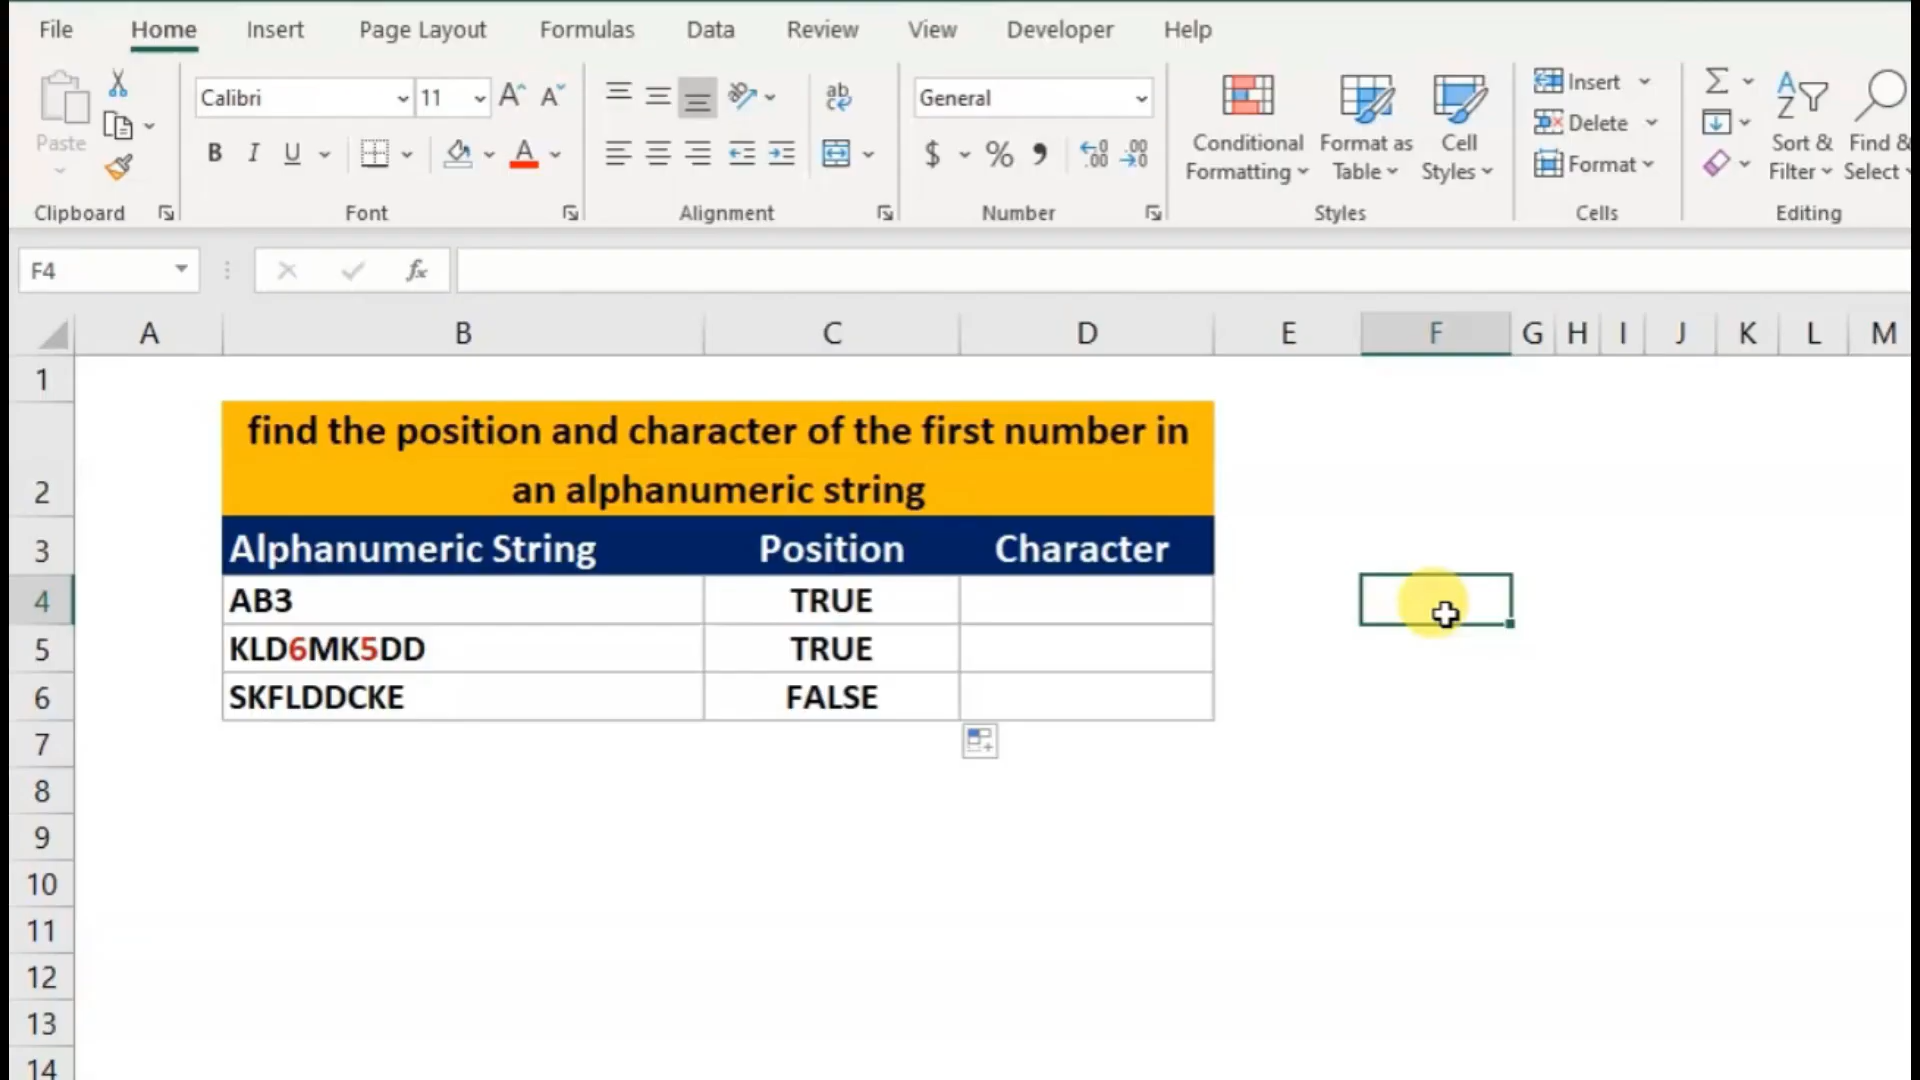 File Home Insert Page Layout Formulas Data Review View Developer Help
Calibri 11 A A ab General Insert Σ A
c Delete Z
Paste B I U A $ % , .00 .00 Conditional Format as Cell Format Sort & Find &
Formatting Table Styles Filter Select
Clipboard Font Alignment Number Styles Cells Editing
F4 fx
A B C D E F G H I J K L M
1
find the position and character of the first number in
2 an alphanumeric string
3 Alphanumeric String Position Character
4 AB3 TRUE
5 KLD6MK5DD TRUE
6 SKFLDDCKE FALSE
7
8
9
10
11
12
13
14